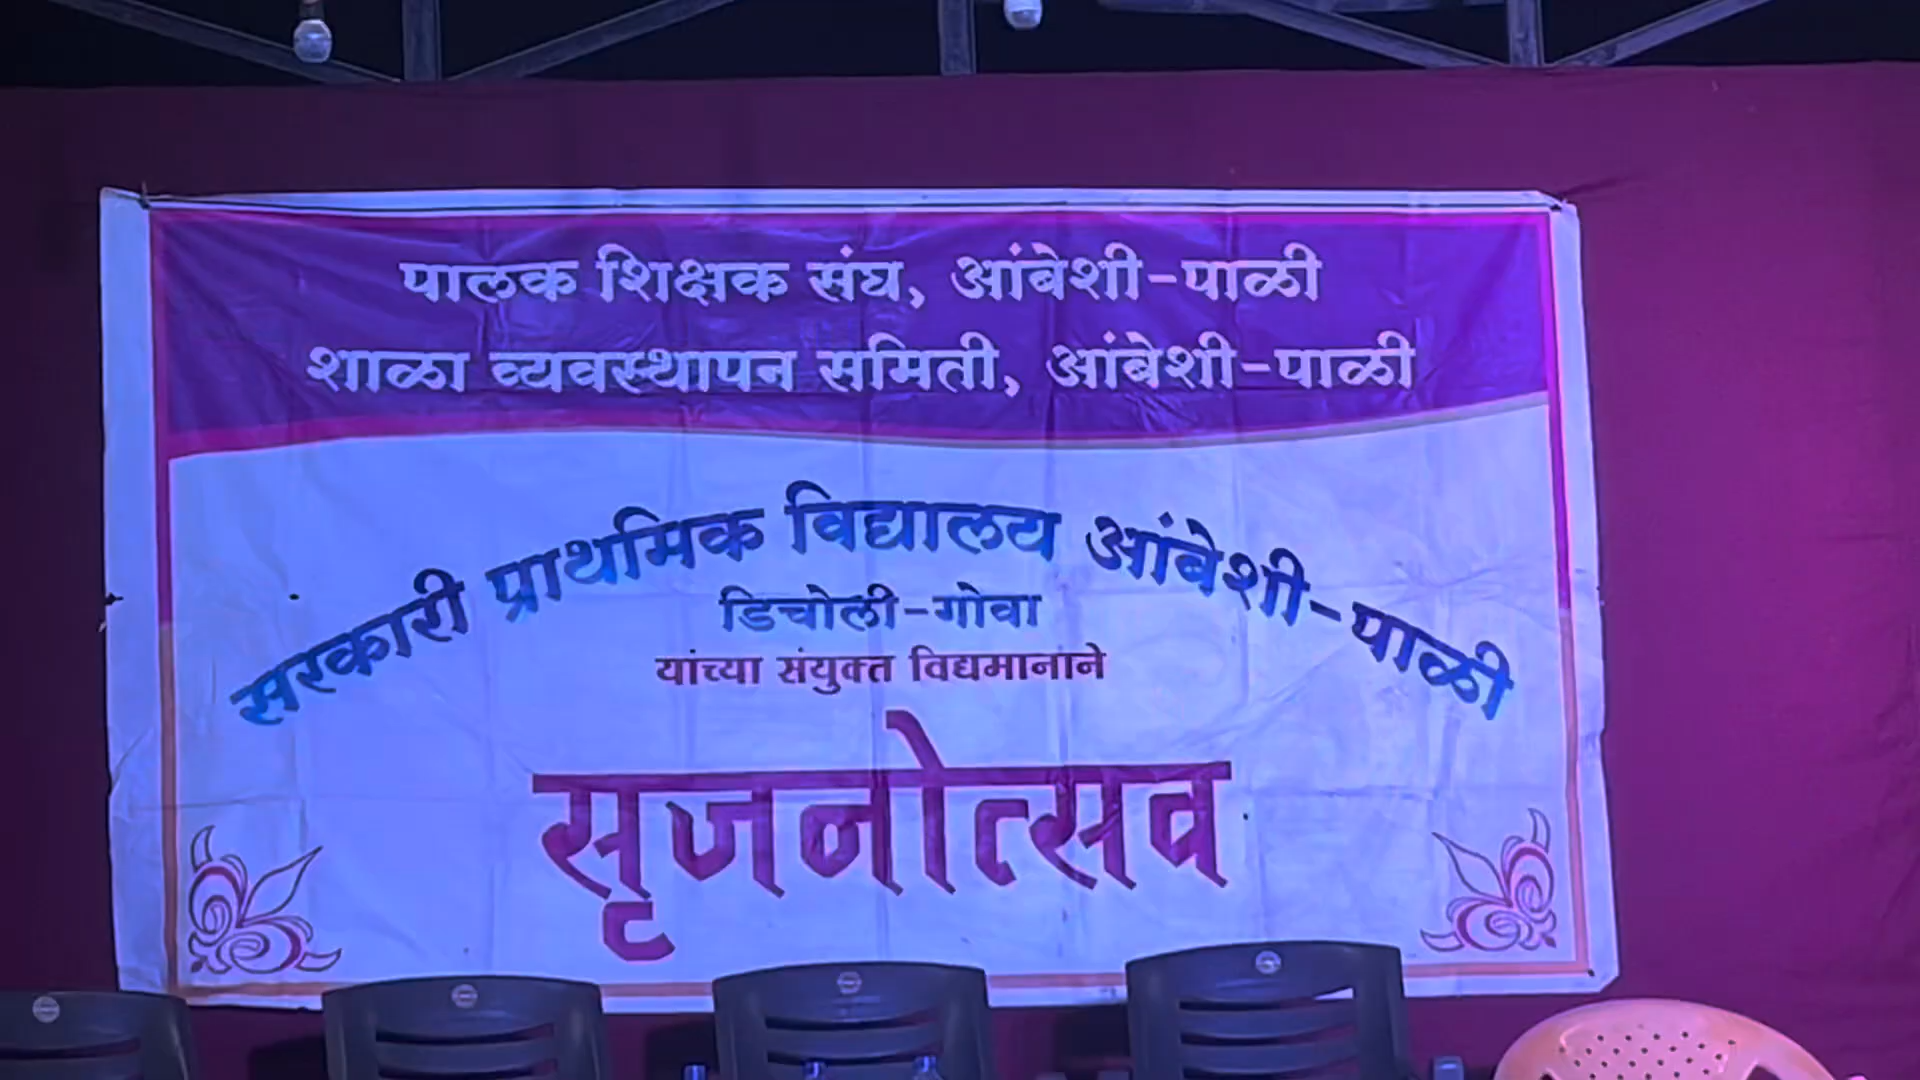 पालक शिक्षक संघ, आंबेशी-पाळी
शाळा व्यवस्थापन समिती, आंबेशी-पाळी
सरकारी प्राथमिक विद्यालय आंबेशी-पाळी
डिचोली-गोवा
यांच्या संयुक्त विद्यमानाने
सृजनोत्सव